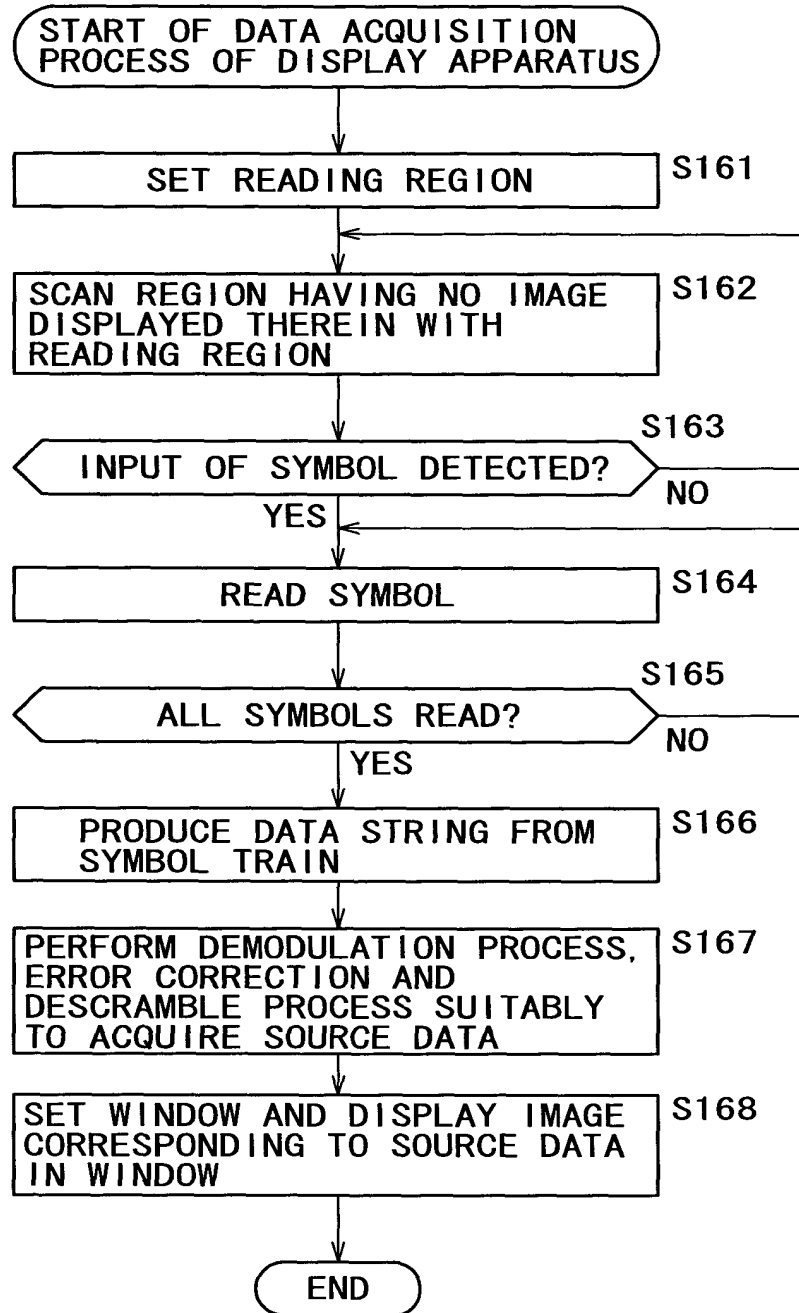 START OF DATA ACQUISITION
PROCESS OF DISPLAY APPARATUS
SET READING REGION
S161
SCAN REGION HAVING NO IMAGE
DISPLAYED THEREIN WITH
READING REGION
S162
S163
INPUT OF SYMBOL DETECTED?
NO
YES
READ SYMBOL
S164
S165
ALL SYMBOLS READ?
NO
YES
PRODUCE DATA STRING FROM
SYMBOL TRAIN
S166
PERFORM DEMODULATION PROCESS,
ERROR CORRECTION AND
DESCRAMBLE PROCESS SUITABLY
TO ACQUIRE SOURCE DATA
S167
SET WINDOW AND DISPLAY IMAGE
CORRESPONDING TO SOURCE DATA
IN WINDOW
S168
END